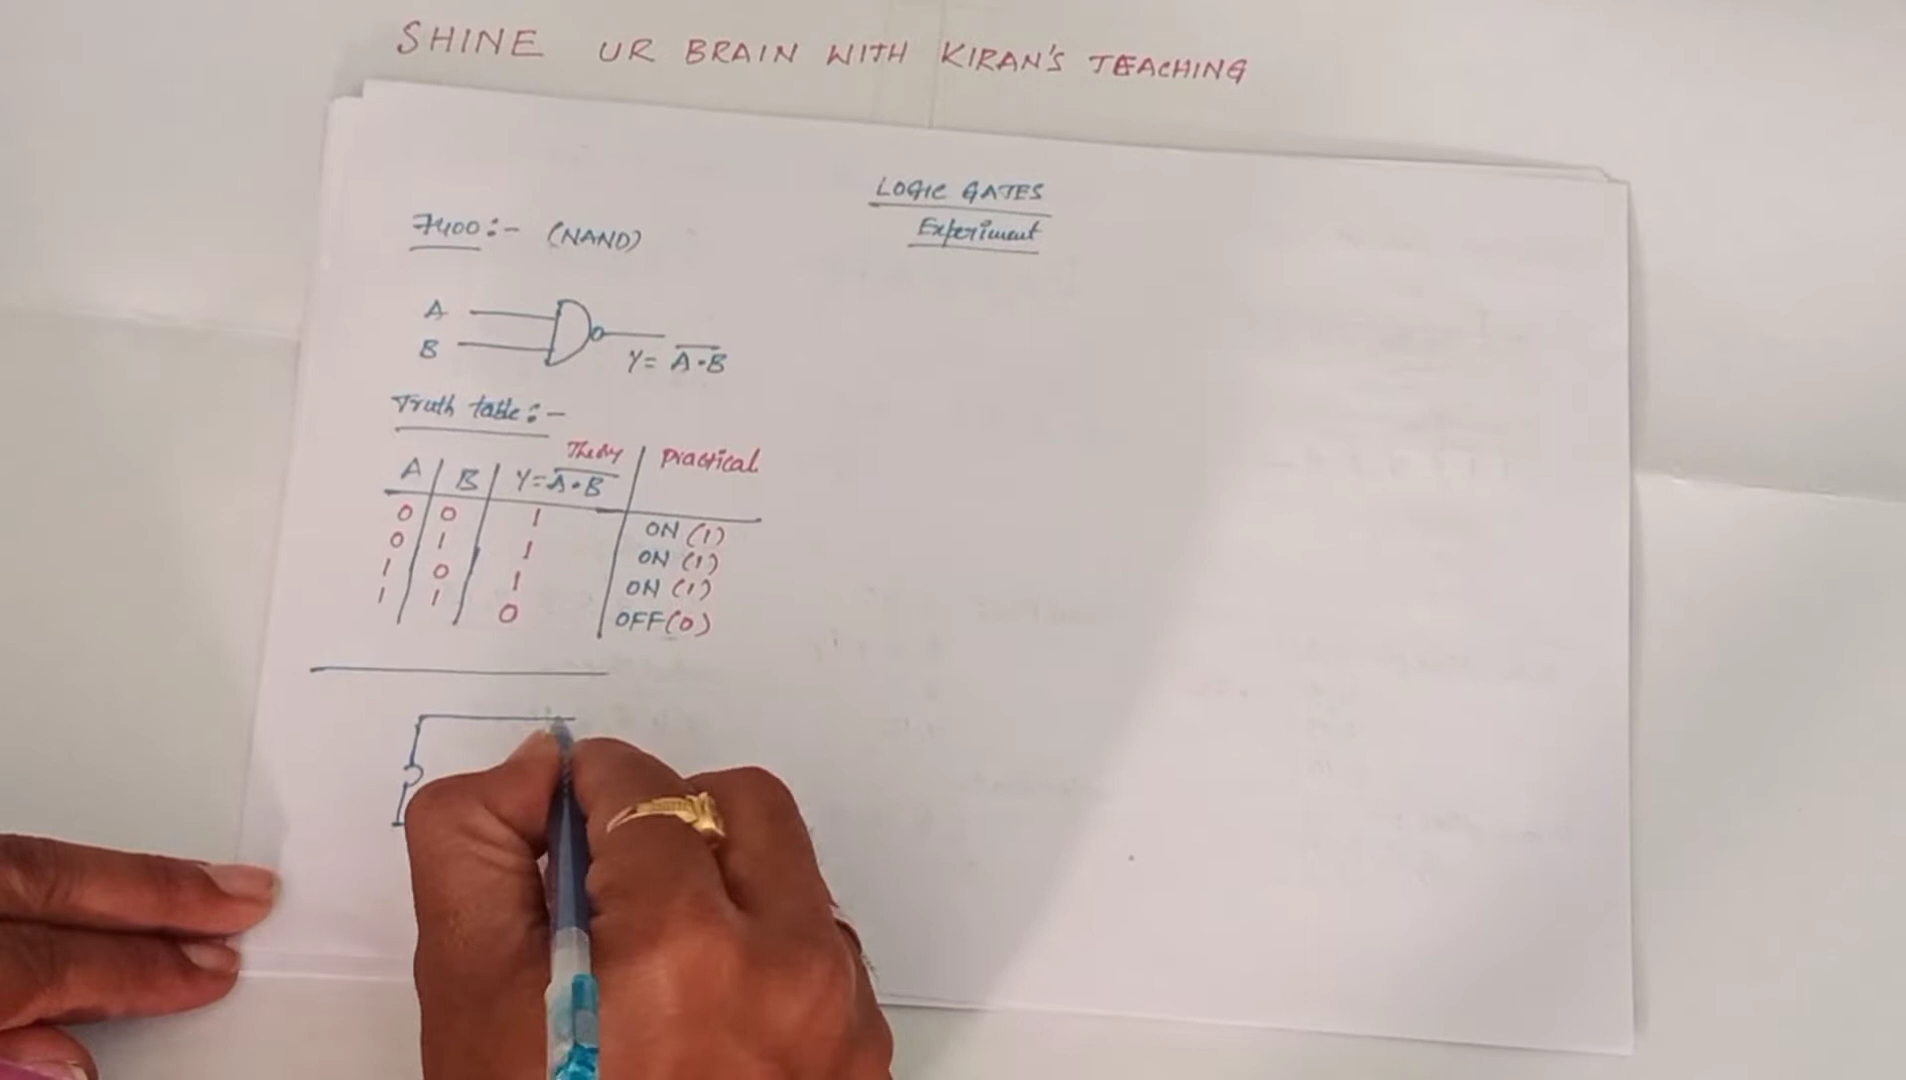 SHINE UR BRAIN WITH KIRAN'S TEACHING
LOGIC GATES
Experiment
7400:- (NAND)
A
B
Y= A·B
Truth table:-
Theory
Practical
A B Y=A·B
0 0 1 ON (1)
0 1 1 ON (1)
1 0 1 ON (1)
1 1 0 OFF(0)